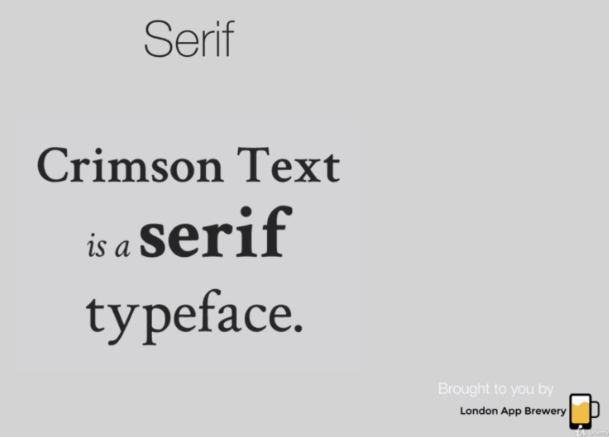 Serif
Crimson Text
is a serif
typeface.
Brought to you by
London App Brewery